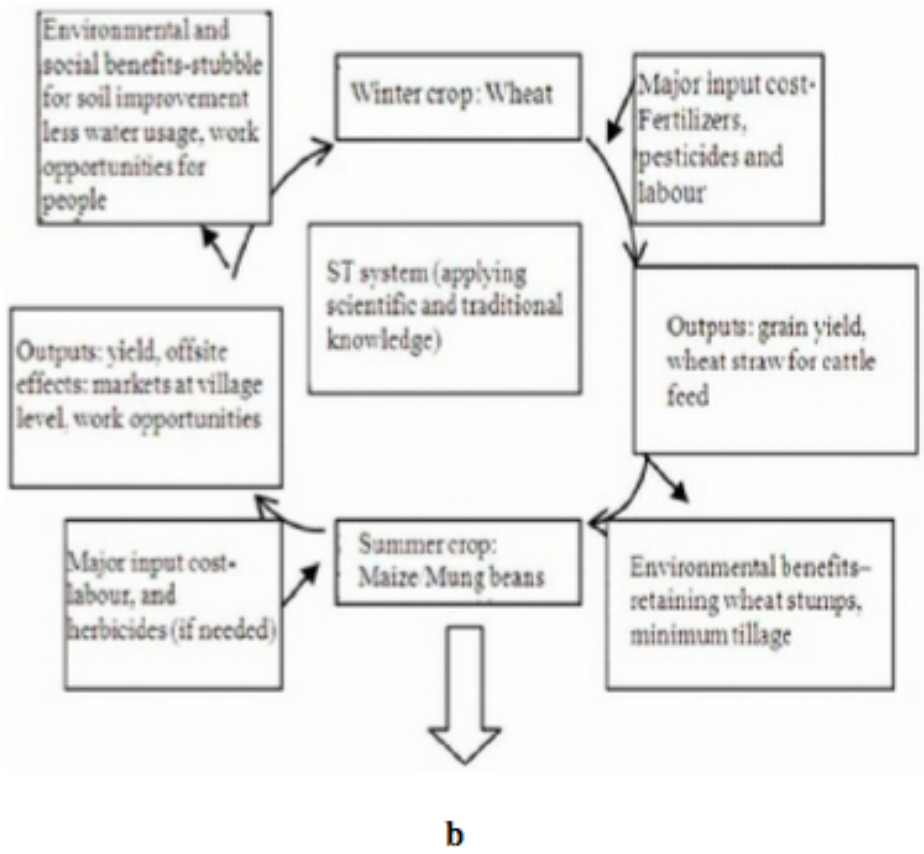 Environmental and
social benefits-stubble
for soil improvement
less water usage, work
opportunities for
people
Winter crop: Wheat
Major input cost-
Fertilizers,
pesticides and
labour
ST system (applying
scientific and traditional
knowledge)
Outputs: grain yield,
wheat straw for cattle
feed
Outputs: yield, offsite
effects: markets at village
level, work opportunities
Major input cost-
labour, and
herbicides (if needed)
Summer crop:
Maize/Mung beans
Environmental benefits–
retaining wheat stumps,
minimum tillage
b